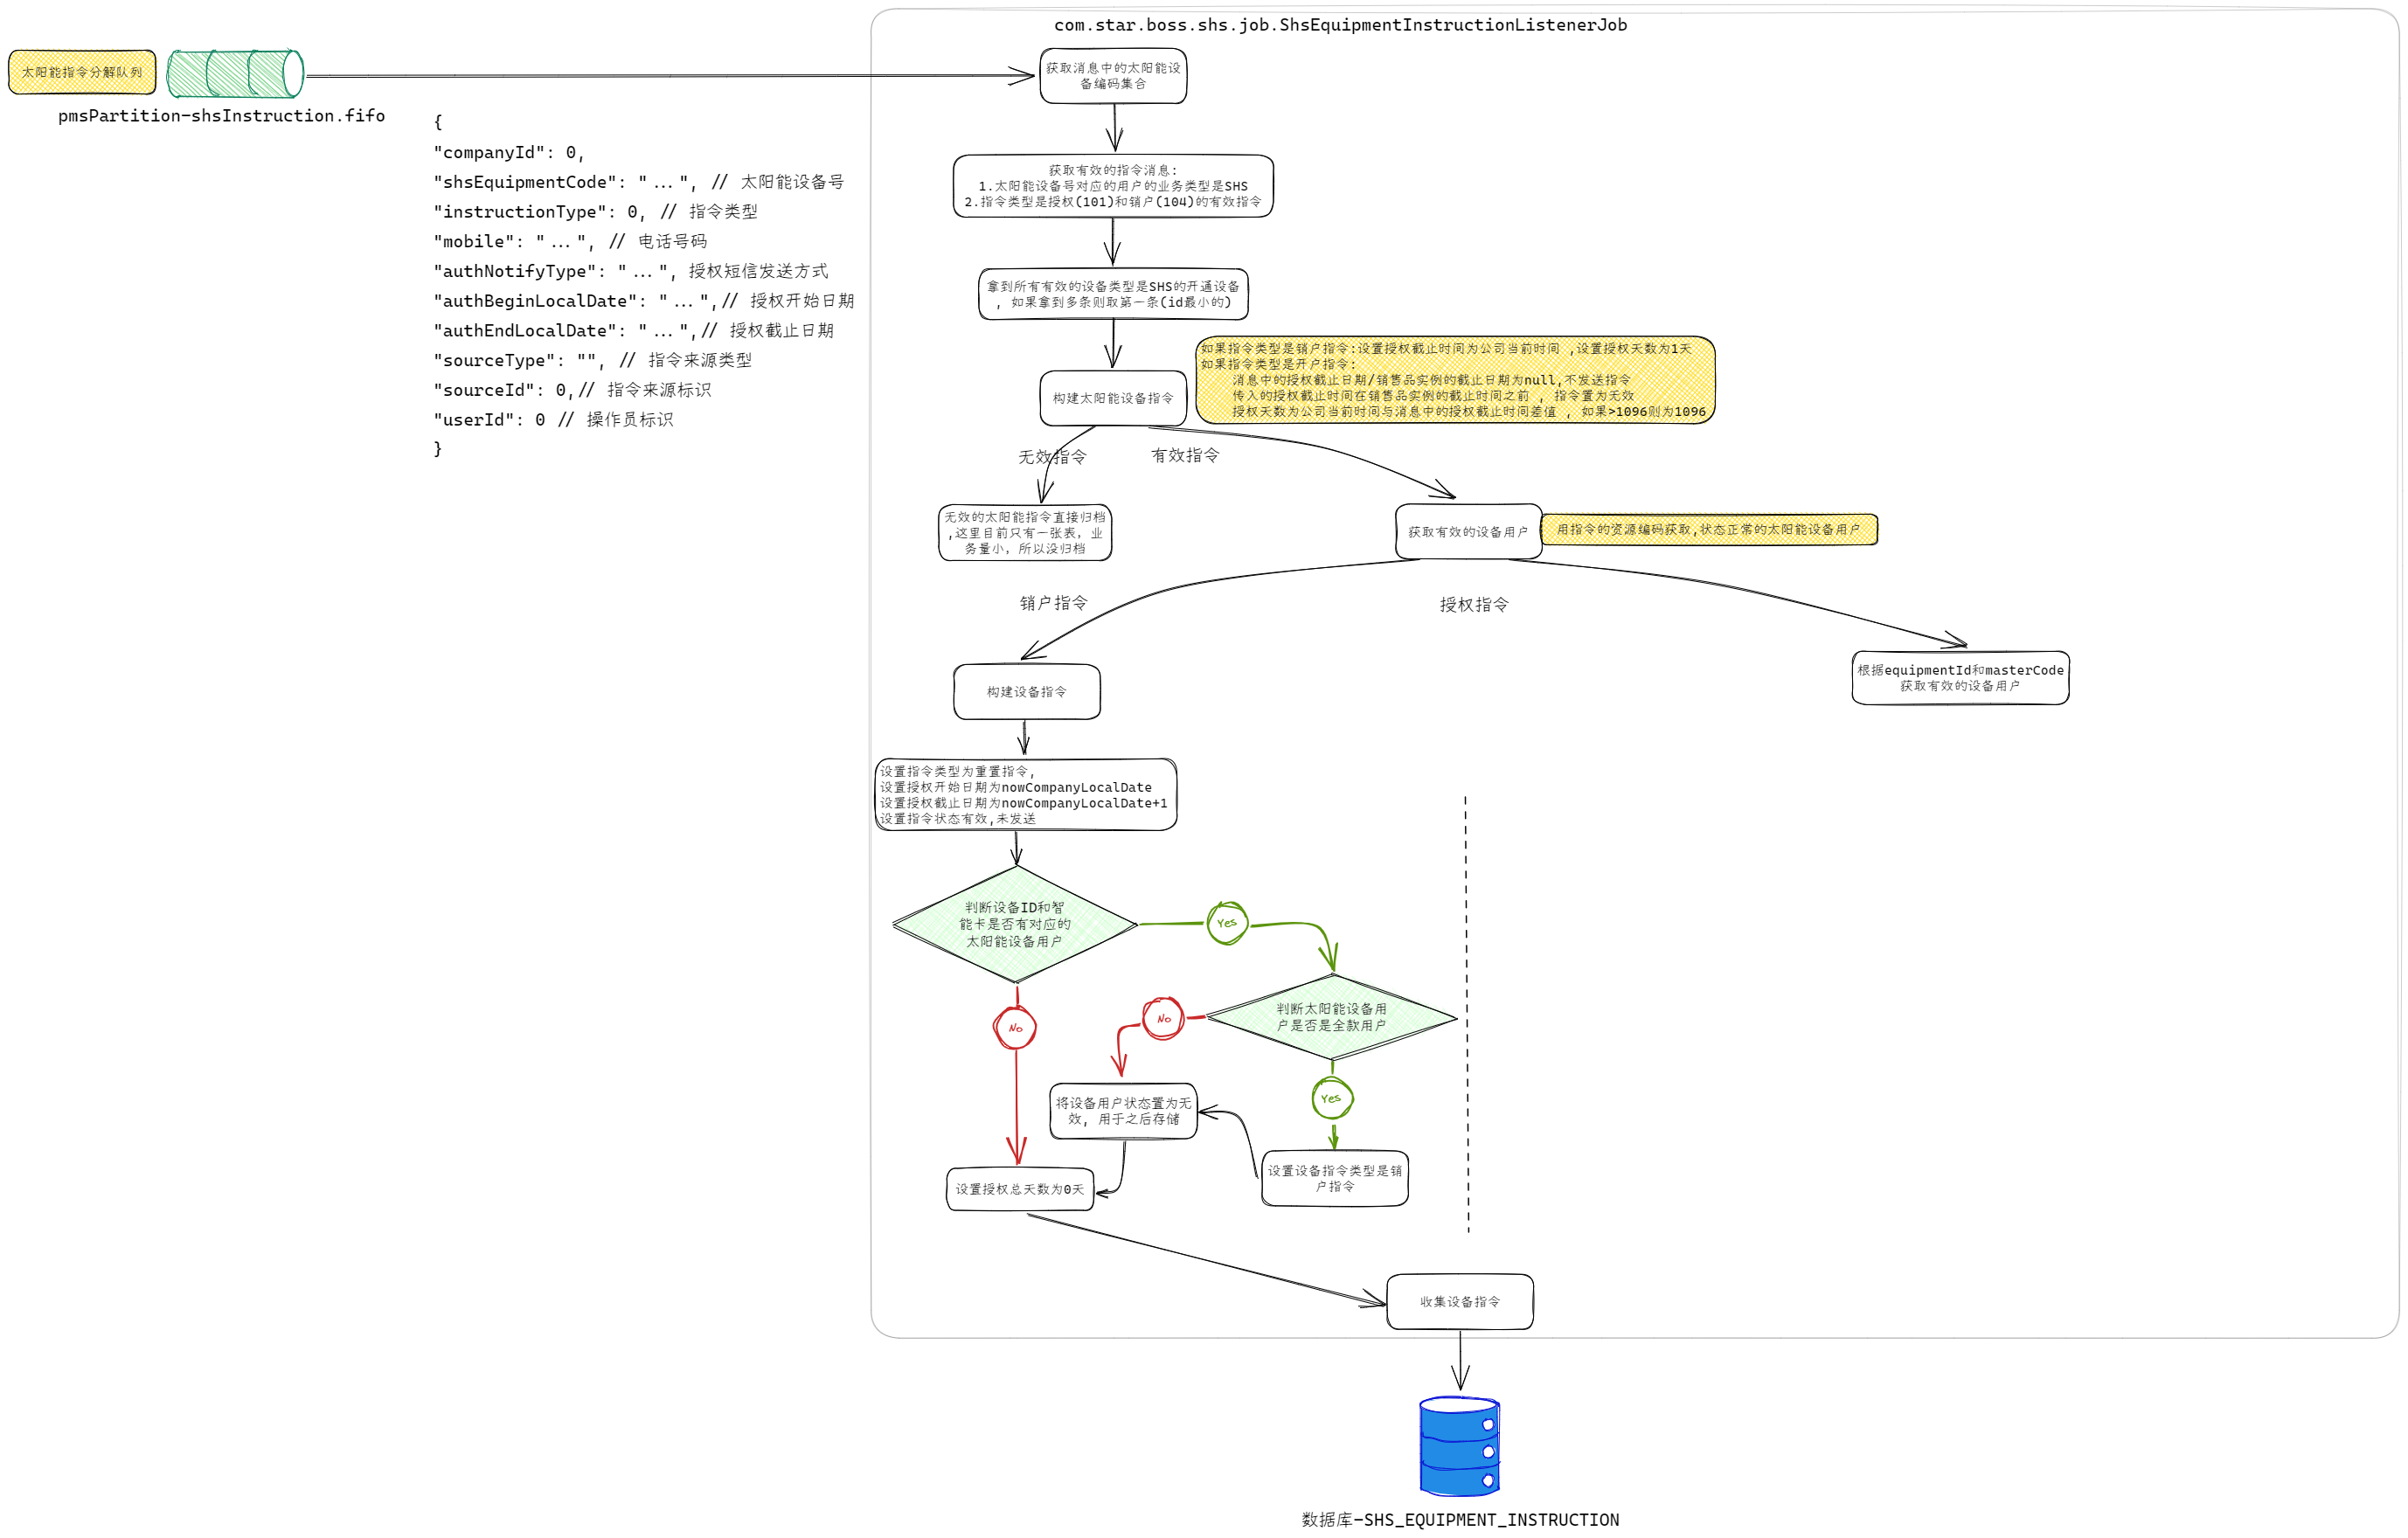 com.star.boss.shs.job.ShsEquipmentInstructionListenerJob
太阳能指令分解队列
pmsPartition-shsInstruction.fifo
{
"companyId": 0,
"shsEquipmentCode": "...", // 太阳能设备号
"instructionType": 0, // 指令类型
"mobile": "...", // 电话号码
"authNotifyType": "...", 授权短信发送方式
"authBeginLocalDate": "...",// 授权开始日期
"authEndLocalDate": "...",// 授权截止日期
"sourceType": "", // 指令来源类型
"sourceId": 0,// 指令来源标识
"userId": 0 // 操作员标识
}
获取消息中的太阳能设
备编码集合
获取有效的指令消息:
1.太阳能设备号对应的用户的业务类型是SHS
2.指令类型是授权(101)和销户(104)的有效指令
拿到所有有效的设备类型是SHS的开通设备
, 如果拿到多条则取第一条(id最小的)
构建太阳能设备指令
如果指令类型是销户指令:设置授权截止时间为公司当前时间 ,设置授权天数为1天
如果指令类型是开户指令:
消息中的授权截止日期/销售品实例的截止日期为null,不发送指令
传入的授权截止时间在销售品实例的截止时间之前 , 指令置为无效
授权天数为公司当前时间与消息中的授权截止时间差值 , 如果>1096则为1096
无效指令
有效指令
无效的太阳能指令直接归档
,这里目前只有一张表，业
务量小，所以没归档
获取有效的设备用户
用指令的资源编码获取,状态正常的太阳能设备用户
销户指令
授权指令
构建设备指令
根据equipmentId和masterCode
获取有效的设备用户
设置指令类型为重置指令,
设置授权开始日期为nowCompanyLocalDate
设置授权截止日期为nowCompanyLocalDate+1
设置指令状态有效,未发送
判断设备ID和智
能卡是否有对应的
太阳能设备用户
Yes
No
判断太阳能设备用
户是否是全款用户
No
Yes
将设备用户状态置为无
效, 用于之后存储
设置设备指令类型是销
户指令
设置授权总天数为0天
收集设备指令
数据库-SHS_EQUIPMENT_INSTRUCTION